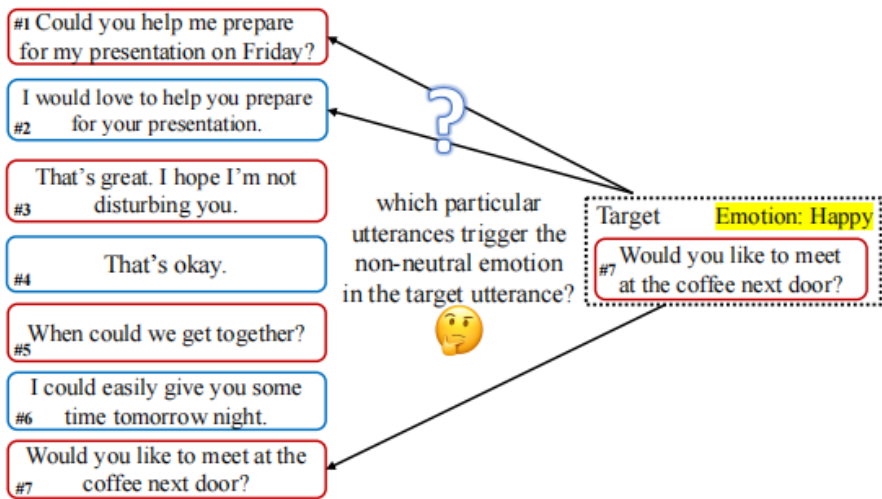 #1 Could you help me prepare
for my presentation on Friday?
I would love to help you prepare
#2 for your presentation.
That's great. I hope I'm not
#3 disturbing you.
That's okay.
#4
When could we get together?
#5
I could easily give you some
#6 time tomorrow night.
Would you like to meet at the
#7 coffee next door?
?
which particular
utterances trigger the
non-neutral emotion
in the target utterance?
Target Emotion: Happy
#7 Would you like to meet
at the coffee next door?